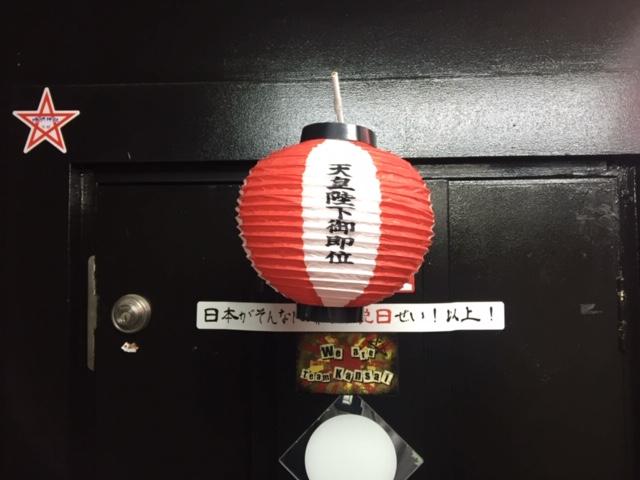 天皇陛下御即位
日本がそんな 日せい！以上！
We are
Team Kansai